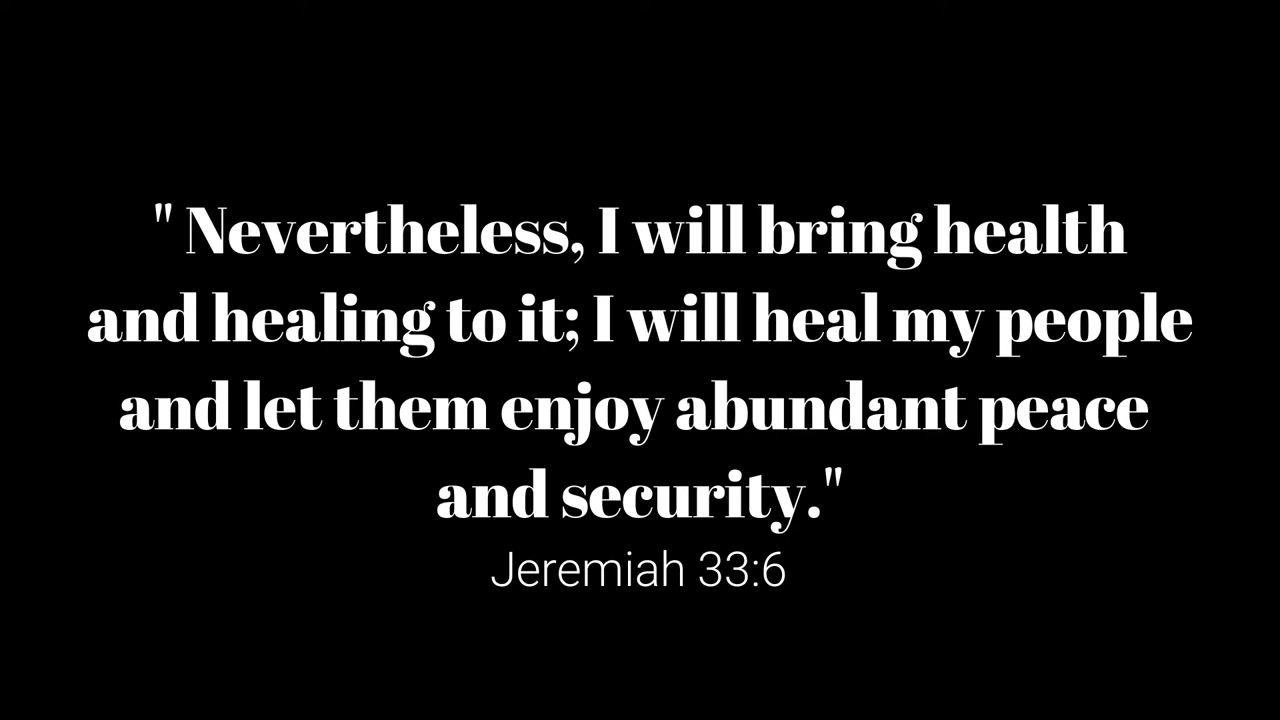 " Nevertheless, I will bring health
and healing to it; I will heal my people
and let them enjoy abundant peace
and security."
Jeremiah 33:6